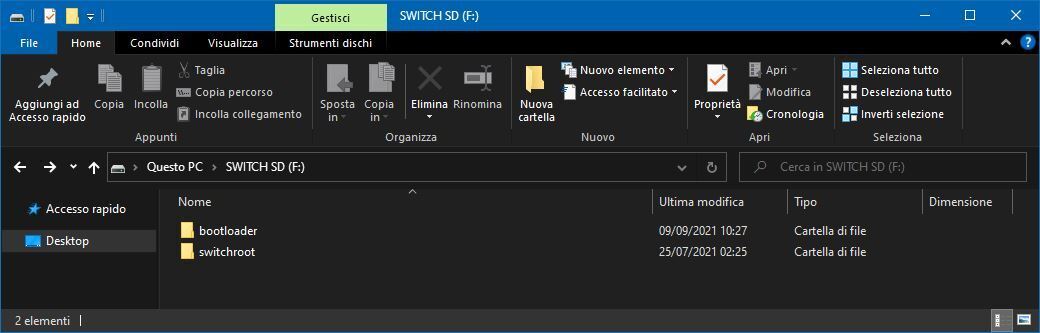 Gestisci SWITCH SD (F:)
File Home Condividi Visualizza Strumenti dischi
Aggiungi ad Accesso rapido
Copia
Incolla
Taglia
Copia percorso
Incolla collegamento
Appunti
Sposta in
Copia in
Elimina
Rinomina
Organizza
Nuova cartella
Nuovo elemento
Accesso facilitato
Nuovo
Proprietà
Apri
Modifica
Cronologia
Apri
Seleziona tutto
Deseleziona tutto
Inverti selezione
Seleziona
Questo PC SWITCH SD (F:)
Cerca in SWITCH SD (F:)
Accesso rapido
Desktop
Nome Ultima modifica Tipo Dimensione
bootloader 09/09/2021 10:27 Cartella di file
switchroot 25/07/2021 02:25 Cartella di file
2 elementi